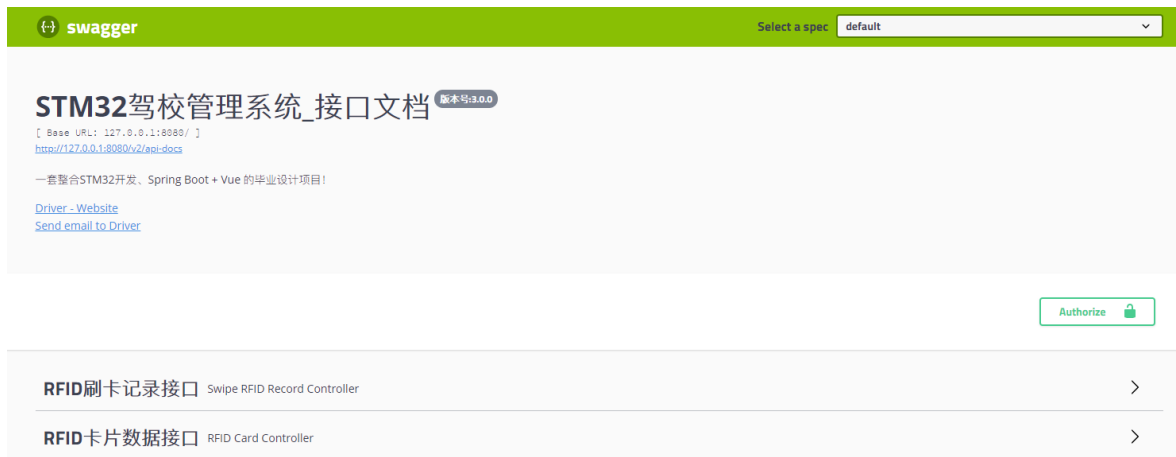 swagger Select a spec default
STM32驾校管理系统_接口文档 版本号:3.0.0
[ Base URL: 127.0.0.1:8080/ ]
http://127.0.0.1:8080/v2/api-docs
一套整合STM32开发、Spring Boot + Vue 的毕业设计项目!
Driver - Website
Send email to Driver
Authorize
RFID刷卡记录接口 Swipe RFID Record Controller
RFID卡片数据接口 RFID Card Controller